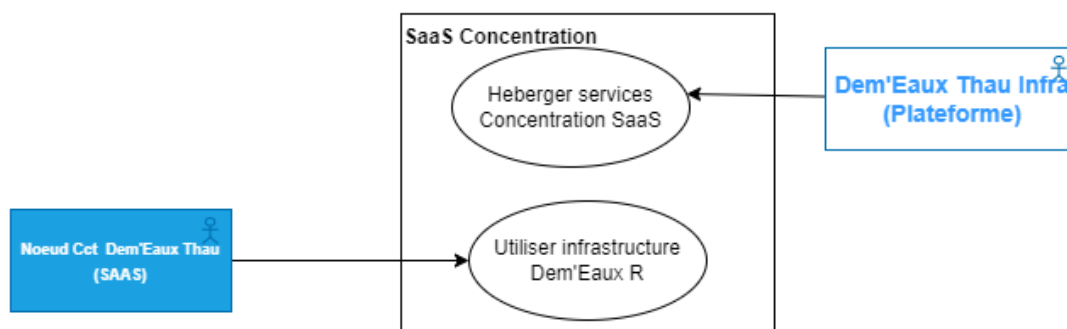 SaaS Concentration
Heberger services
Concentration SaaS
Dem'Eaux Thau Infra
(Plateforme)
Noeud Cct Dem'Eaux Thau
(SAAS)
Utiliser infrastructure
Dem'Eaux R